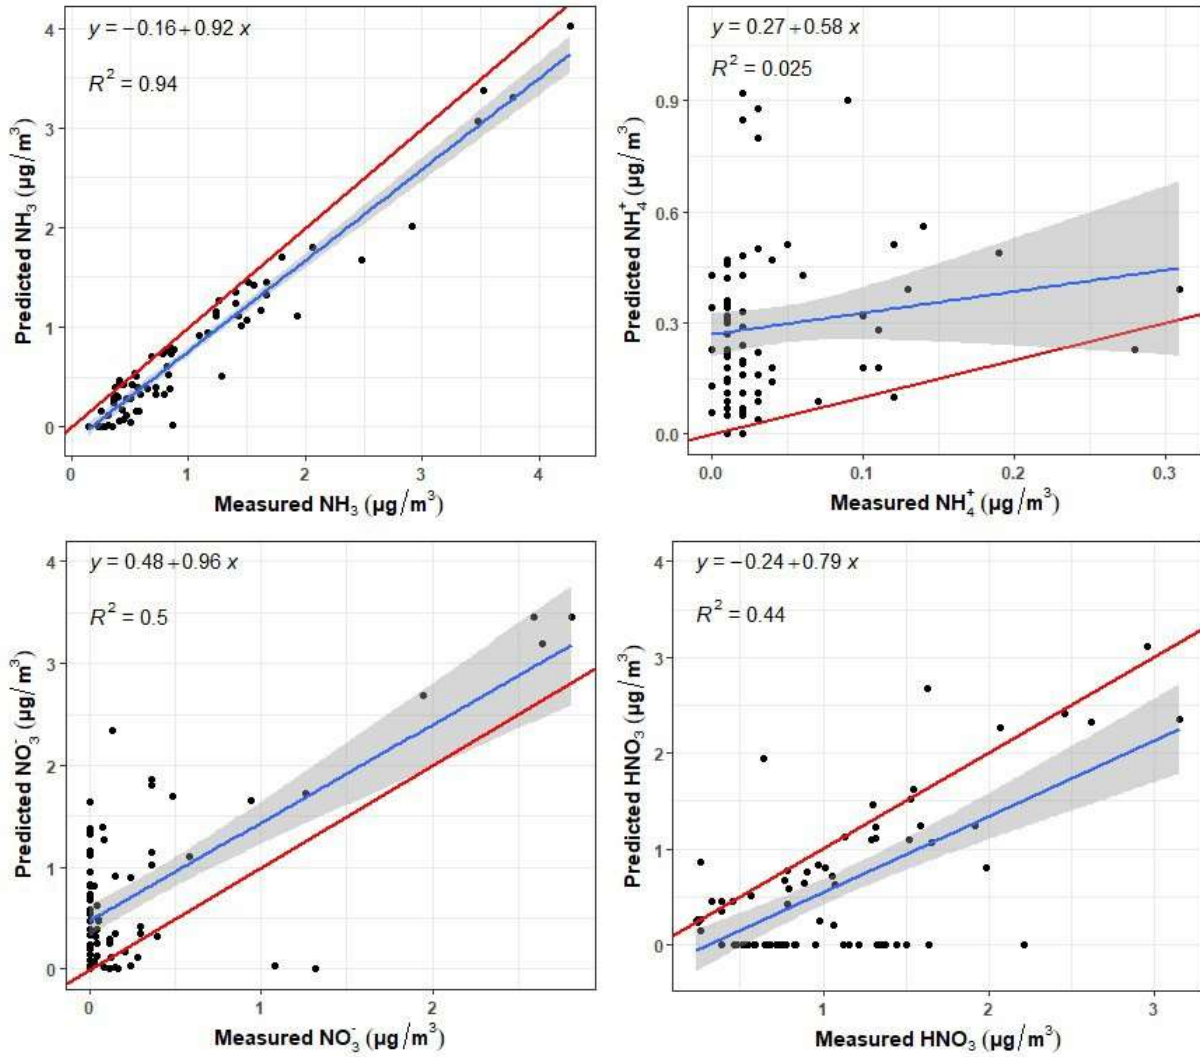 y = −0.16+0.92 x
R² = 0.94
Predicted NH₃ (µg/m³)
4
3
2
1
0
0 1 2 3 4
Measured NH₃ (µg/m³)
y = 0.27+0.58 x
R² = 0.025
Predicted NH₄⁺ (µg/m³)
0.9
0.6
0.3
0.0
0.0 0.1 0.2 0.3
Measured NH₄⁺ (µg/m³)
y = 0.48+0.96 x
R² = 0.5
Predicted NO₃⁻ (µg/m³)
4
3
2
1
0
0 1 2
Measured NO₃⁻ (µg/m³)
y = −0.24+0.79 x
R² = 0.44
Predicted HNO₃ (µg/m³)
4
3
2
1
0
1 2 3
Measured HNO₃ (µg/m³)